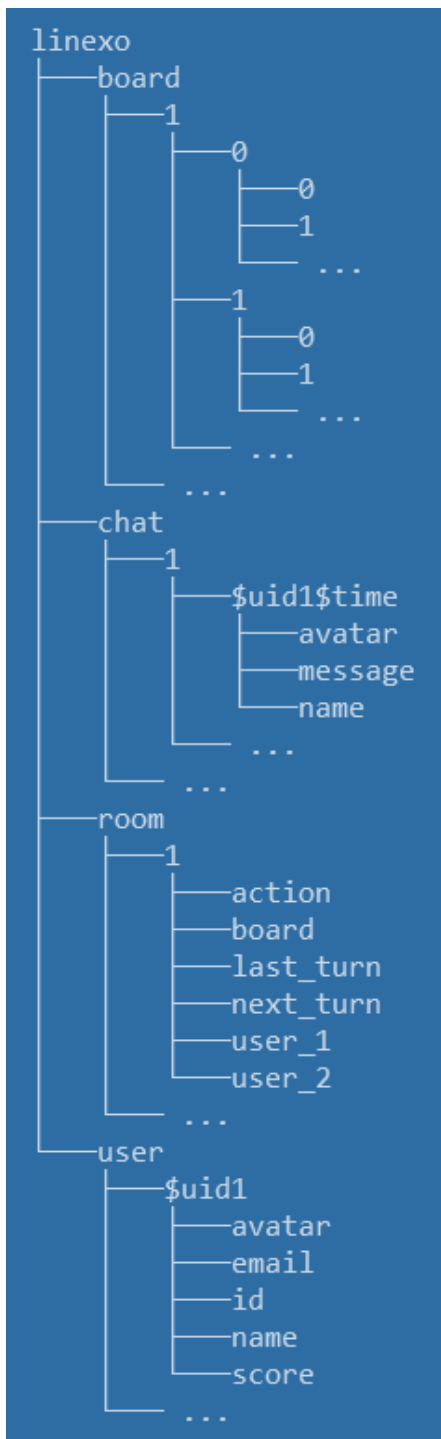 linexo
board
1
0
0
1
...
1
0
1
...
...
...
chat
1
$uid1$time
avatar
message
name
...
...
room
1
action
board
last_turn
next_turn
user_1
user_2
...
user
$uid1
avatar
email
id
name
score
...